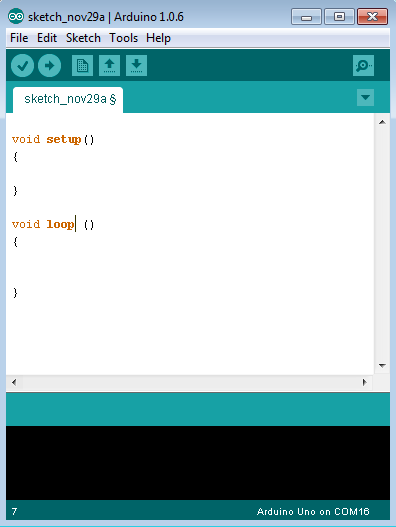 sketch_nov29a | Arduino 1.0.6
File Edit Sketch Tools Help
sketch_nov29a §
void setup()
{
}
void loop ()
{
}
7 Arduino Uno on COM16